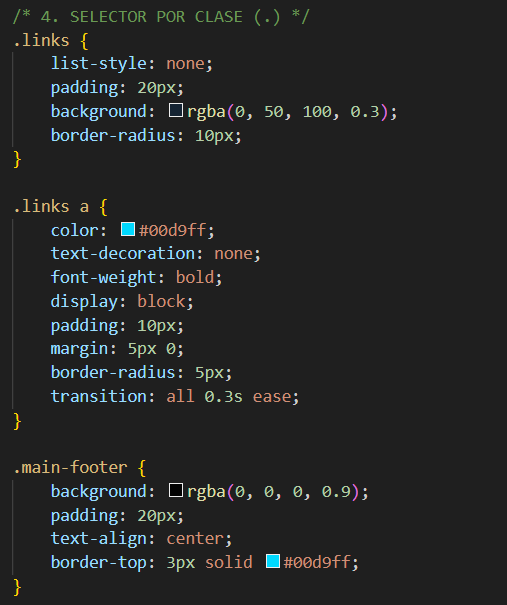 /* 4. SELECTOR POR CLASE (.) */
.links {
    list-style: none;
    padding: 20px;
    background: rgba(0, 50, 100, 0.3);
    border-radius: 10px;
}

.links a {
    color: #00d9ff;
    text-decoration: none;
    font-weight: bold;
    display: block;
    padding: 10px;
    margin: 5px 0;
    border-radius: 5px;
    transition: all 0.3s ease;
}

.main-footer {
    background: rgba(0, 0, 0, 0.9);
    padding: 20px;
    text-align: center;
    border-top: 3px solid #00d9ff;
}